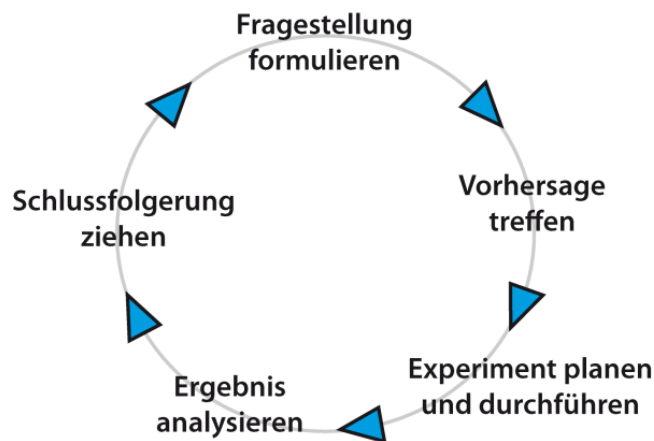 Fragestellung
formulieren
Vorhersage
treffen
Experiment planen
und durchführen
Ergebnis
analysieren
Schlussfolgerung
ziehen